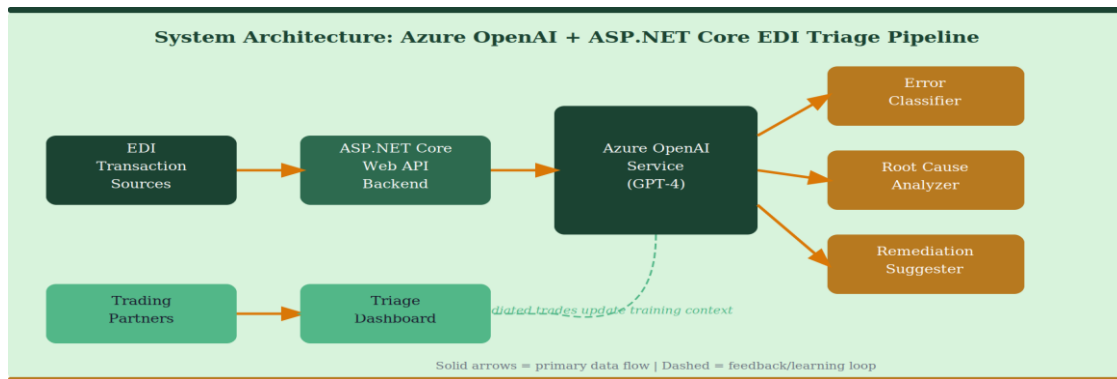 System Architecture: Azure OpenAI + ASP.NET Core EDI Triage Pipeline
EDI
Transaction
Sources
ASP.NET Core
Web API
Backend
Azure OpenAI
Service
(GPT-4)
Error
Classifier
Root Cause
Analyzer
Remediation
Suggester
Trading
Partners
Triage
Dashboard
trades update training context
Solid arrows = primary data flow | Dashed = feedback/learning loop